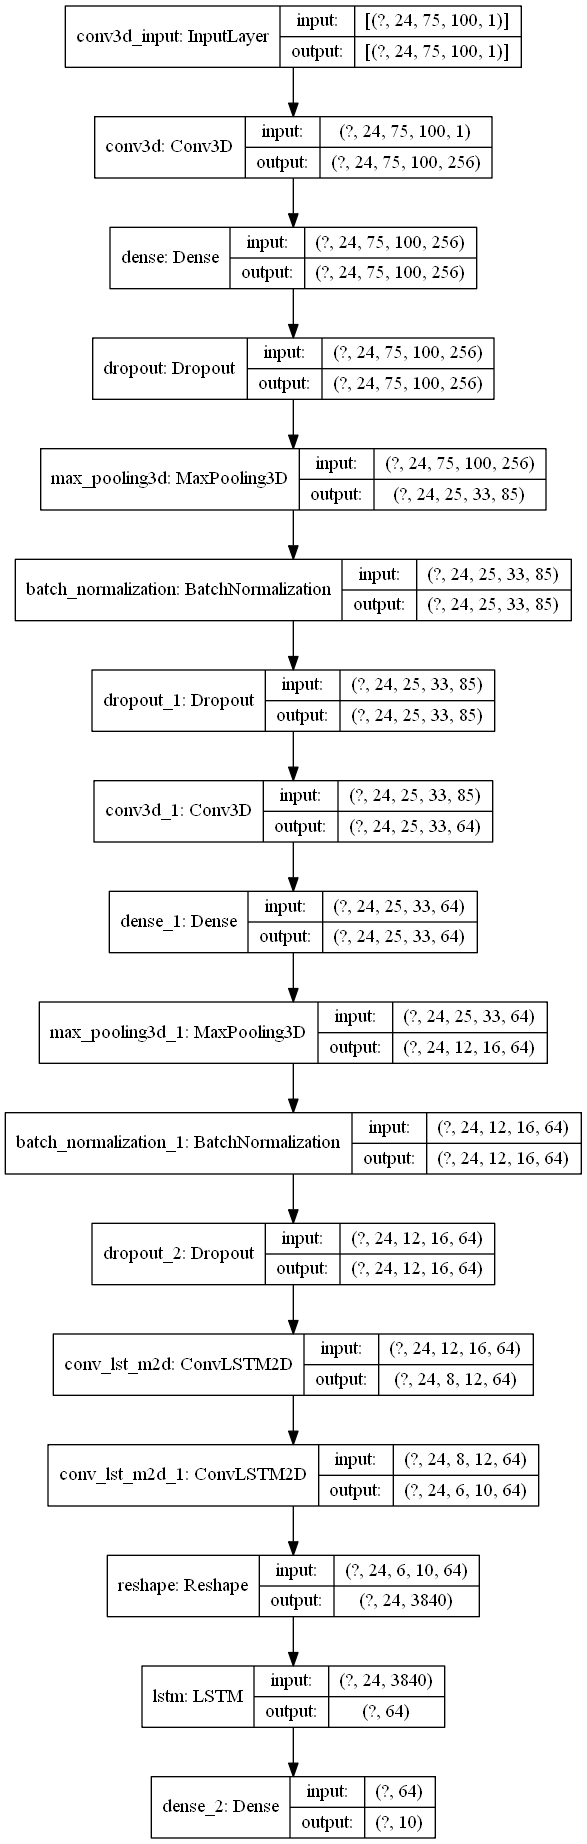 conv3d_input: InputLayer
input: [(?, 24, 75, 100, 1)]
output: [(?, 24, 75, 100, 1)]
conv3d: Conv3D
input: (?, 24, 75, 100, 1)
output: (?, 24, 75, 100, 256)
dense: Dense
input: (?, 24, 75, 100, 256)
output: (?, 24, 75, 100, 256)
dropout: Dropout
input: (?, 24, 75, 100, 256)
output: (?, 24, 75, 100, 256)
max_pooling3d: MaxPooling3D
input: (?, 24, 75, 100, 256)
output: (?, 24, 25, 33, 85)
batch_normalization: BatchNormalization
input: (?, 24, 25, 33, 85)
output: (?, 24, 25, 33, 85)
dropout_1: Dropout
input: (?, 24, 25, 33, 85)
output: (?, 24, 25, 33, 85)
conv3d_1: Conv3D
input: (?, 24, 25, 33, 85)
output: (?, 24, 25, 33, 64)
dense_1: Dense
input: (?, 24, 25, 33, 64)
output: (?, 24, 25, 33, 64)
max_pooling3d_1: MaxPooling3D
input: (?, 24, 25, 33, 64)
output: (?, 24, 12, 16, 64)
batch_normalization_1: BatchNormalization
input: (?, 24, 12, 16, 64)
output: (?, 24, 12, 16, 64)
dropout_2: Dropout
input: (?, 24, 12, 16, 64)
output: (?, 24, 12, 16, 64)
conv_lst_m2d: ConvLSTM2D
input: (?, 24, 12, 16, 64)
output: (?, 24, 8, 12, 64)
conv_lst_m2d_1: ConvLSTM2D
input: (?, 24, 8, 12, 64)
output: (?, 24, 6, 10, 64)
reshape: Reshape
input: (?, 24, 6, 10, 64)
output: (?, 24, 3840)
lstm: LSTM
input: (?, 24, 3840)
output: (?, 64)
dense_2: Dense
input: (?, 64)
output: (?, 10)